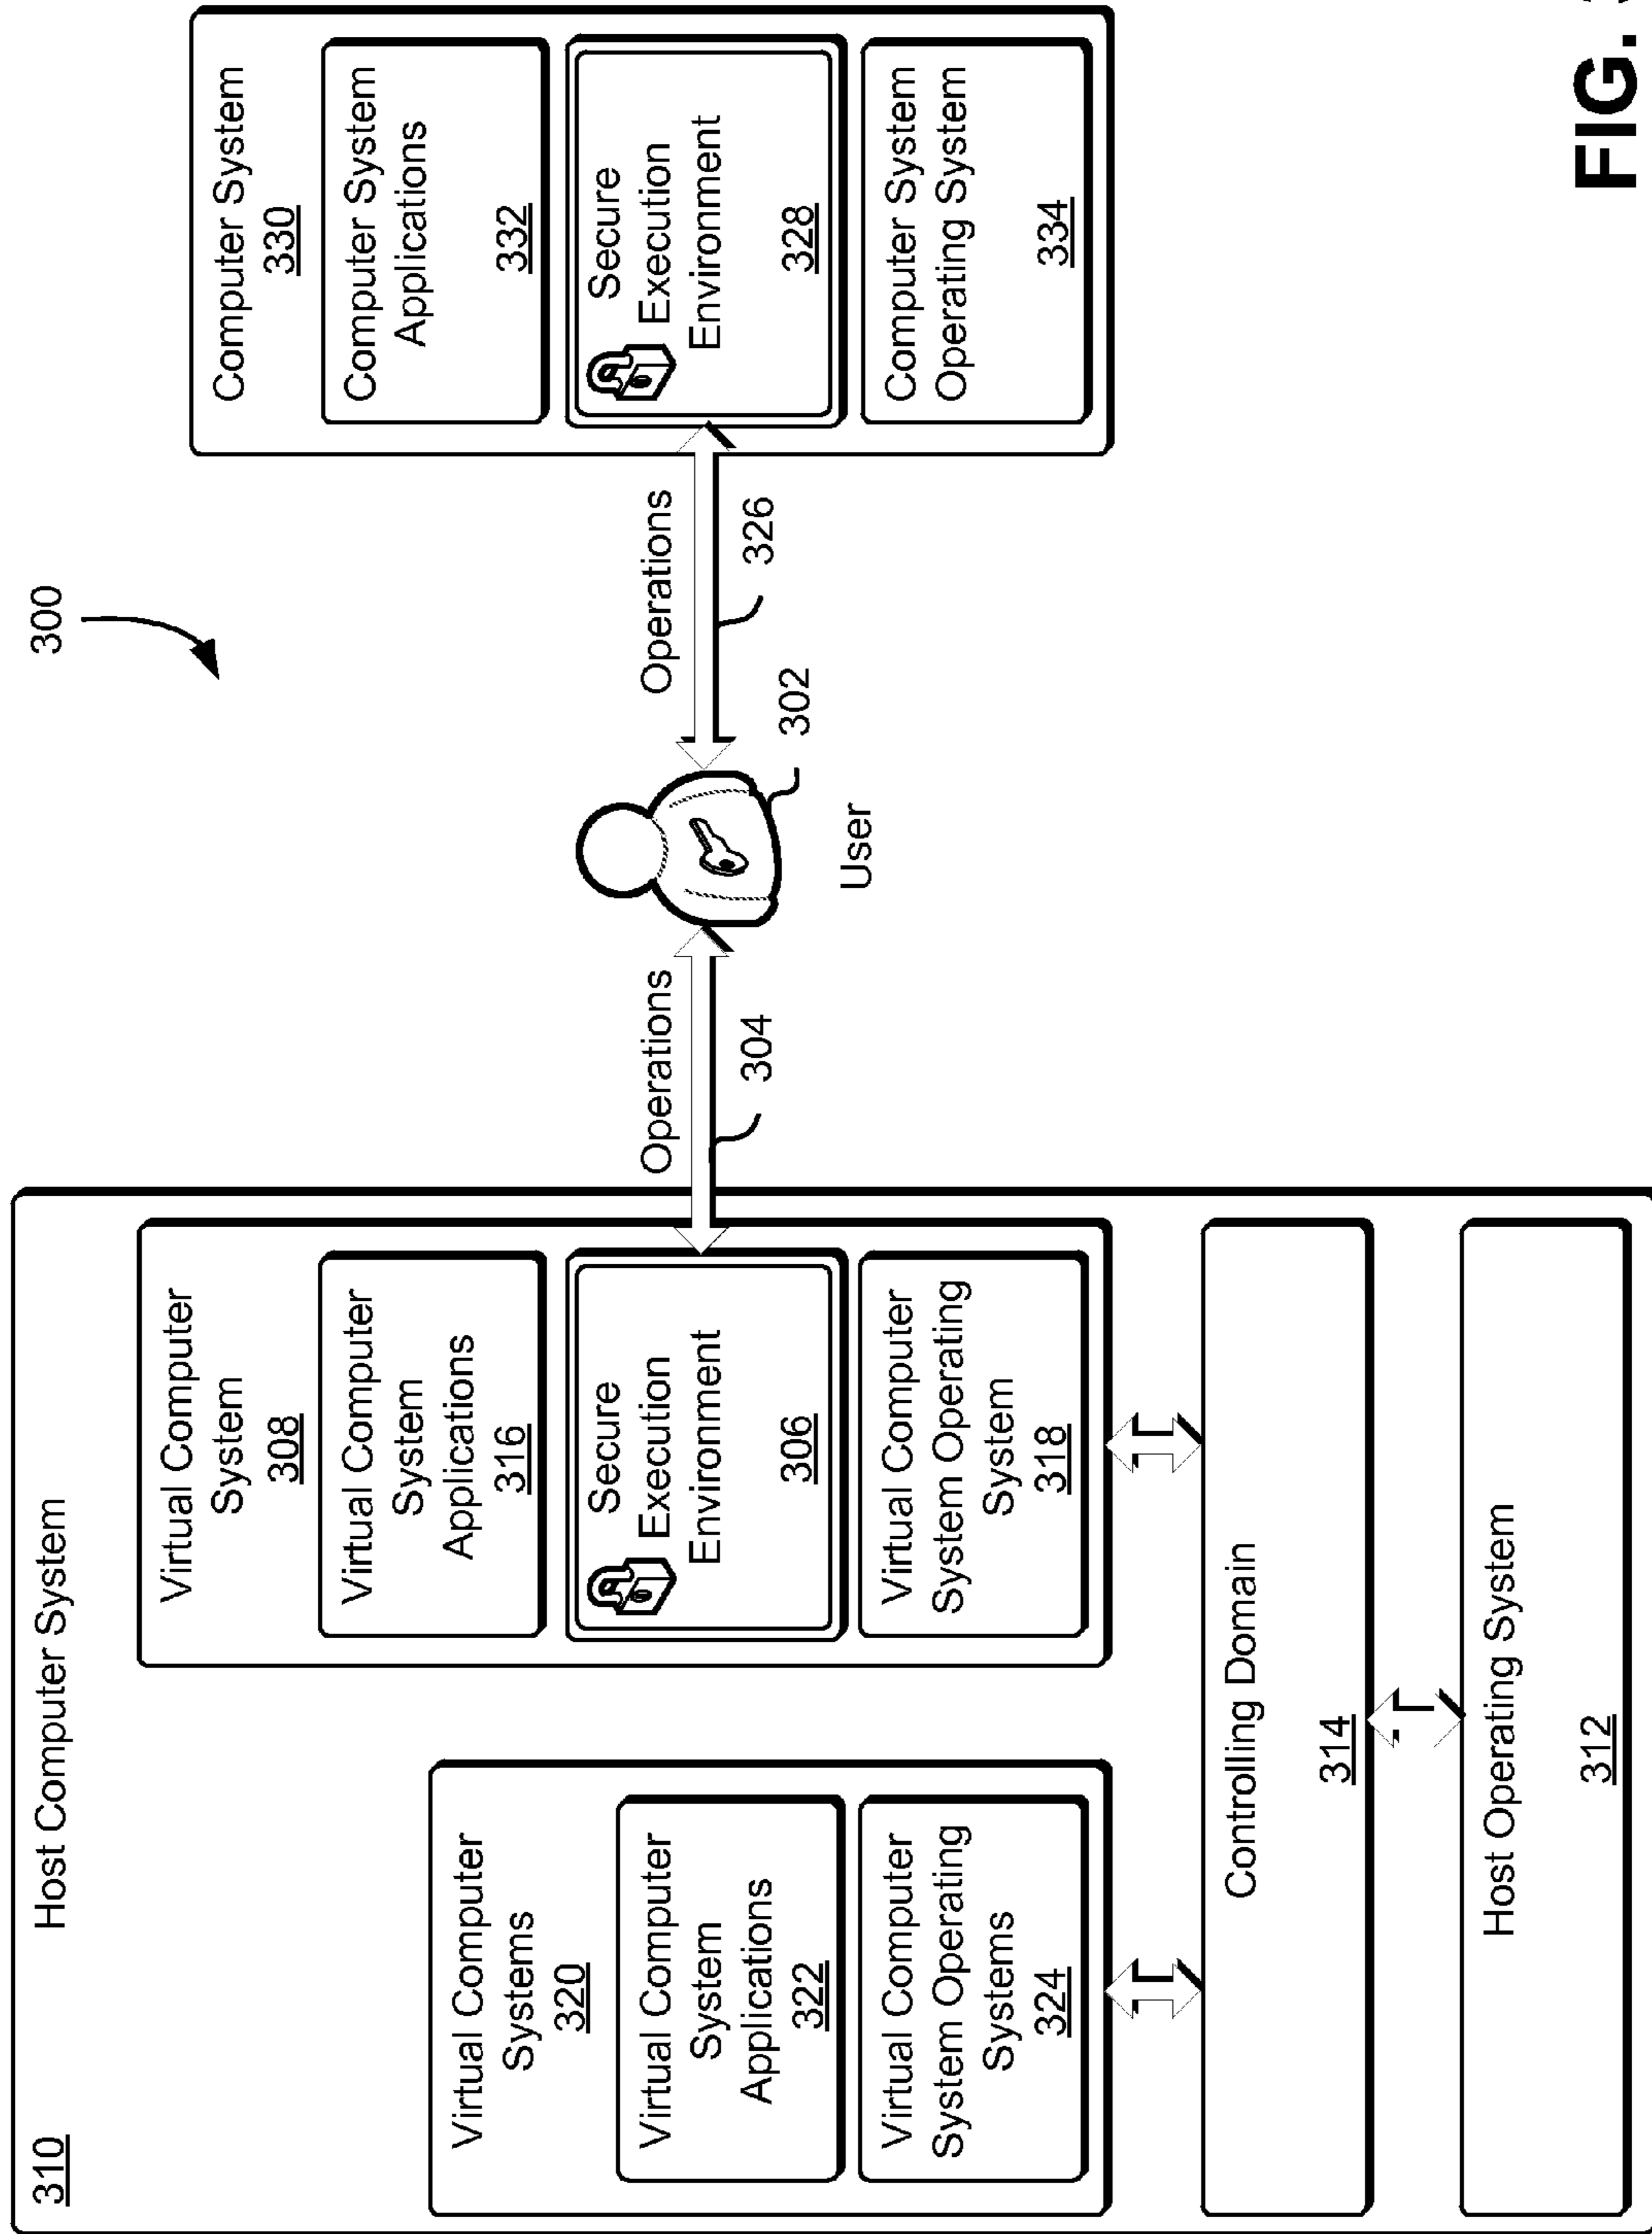 300
310
Host Computer System
Virtual Computer
Systems
320
Virtual Computer
System
Applications
322
Virtual Computer
System Operating
Systems
324
Virtual Computer
System
308
Virtual Computer
System
Applications
316
Secure
Execution
Environment
306
Virtual Computer
System Operating
System
318
Controlling Domain
314
Host Operating System
312
Operations
304
User
302
Operations
326
Computer System
330
Computer System
Applications
332
Secure
Execution
Environment
328
Computer System
Operating System
334
FIG.